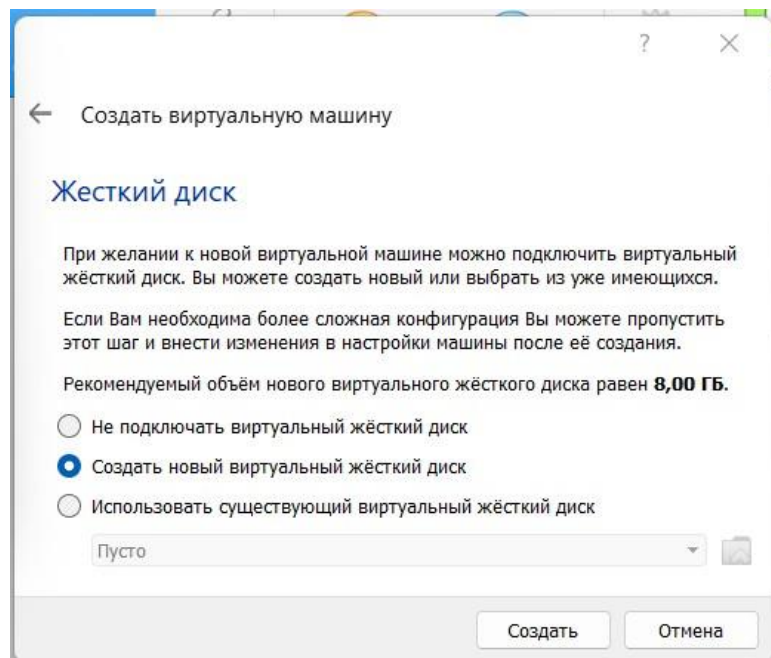 ?
Создать виртуальную машину
Жесткий диск
При желании к новой виртуальной машине можно подключить виртуальный
жёсткий диск. Вы можете создать новый или выбрать из уже имеющихся.
Если Вам необходима более сложная конфигурация Вы можете пропустить
этот шаг и внести изменения в настройки машины после её создания.
Рекомендуемый объём нового виртуального жёсткого диска равен 8,00 ГБ.
Не подключать виртуальный жёсткий диск
Создать новый виртуальный жёсткий диск
Использовать существующий виртуальный жёсткий диск
Пусто
Создать Отмена